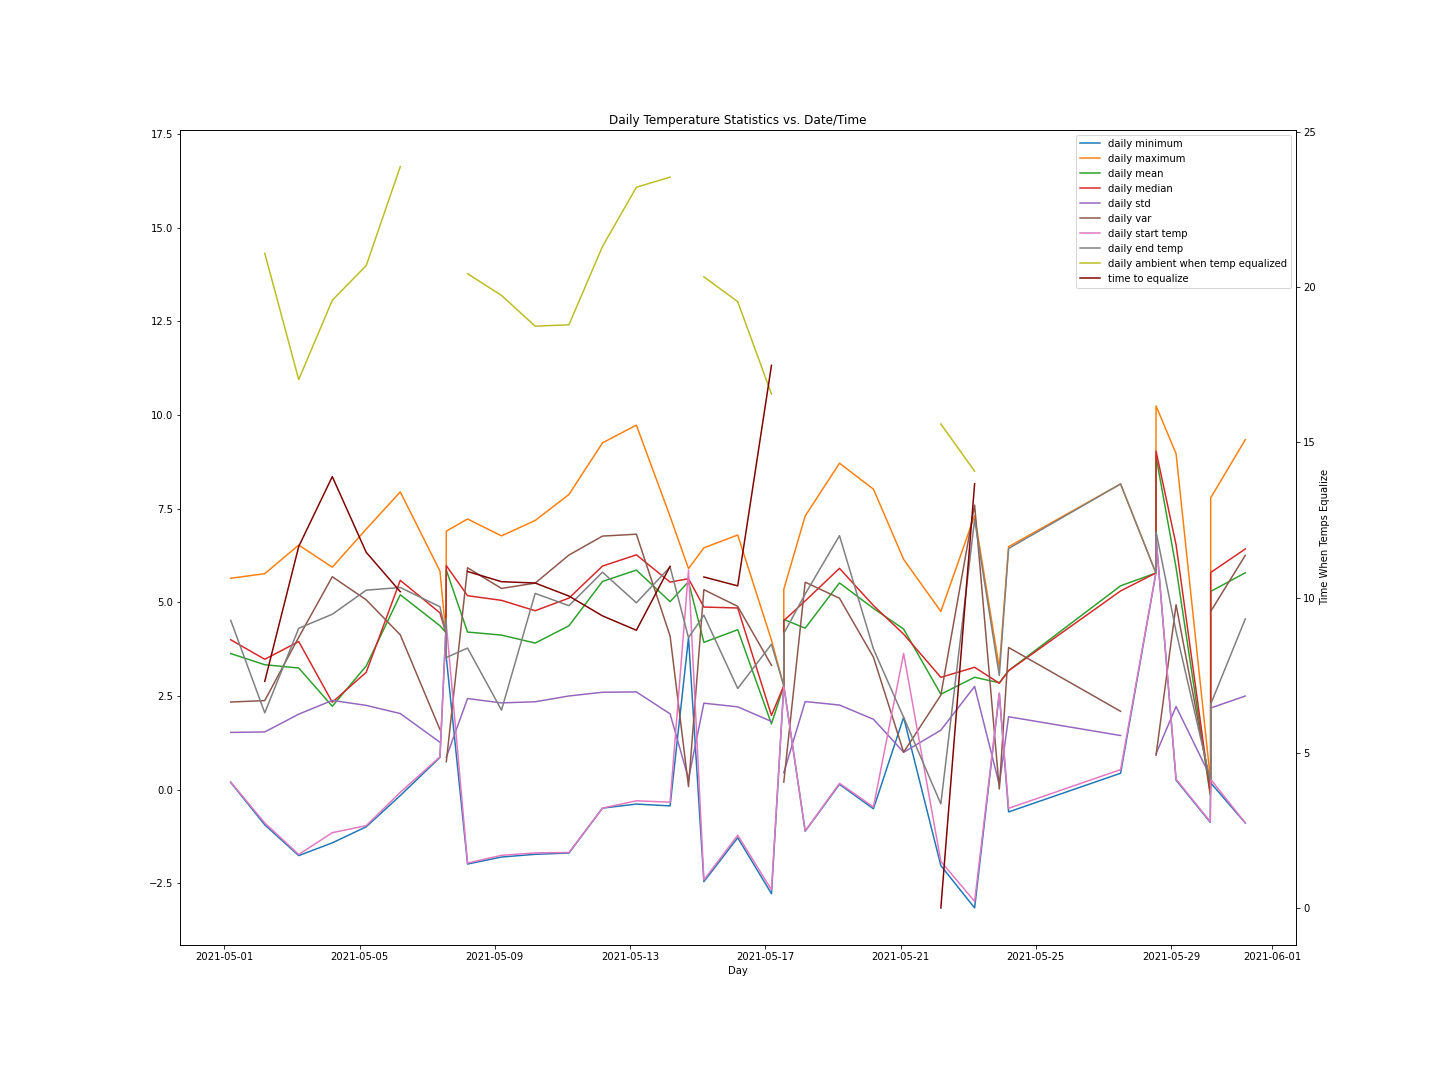 Daily Temperature Statistics vs. Date/Time
17.5
15.0
12.5
10.0
7.5
5.0
2.5
0.0
−2.5
25
20
15
10
5
0
Time When Temps Equalize
daily minimum
daily maximum
daily mean
daily median
daily std
daily var
daily start temp
daily end temp
daily ambient when temp equalized
time to equalize
2021-05-01 2021-05-05 2021-05-09 2021-05-13 2021-05-17 2021-05-21 2021-05-25 2021-05-29 2021-06-01
Day